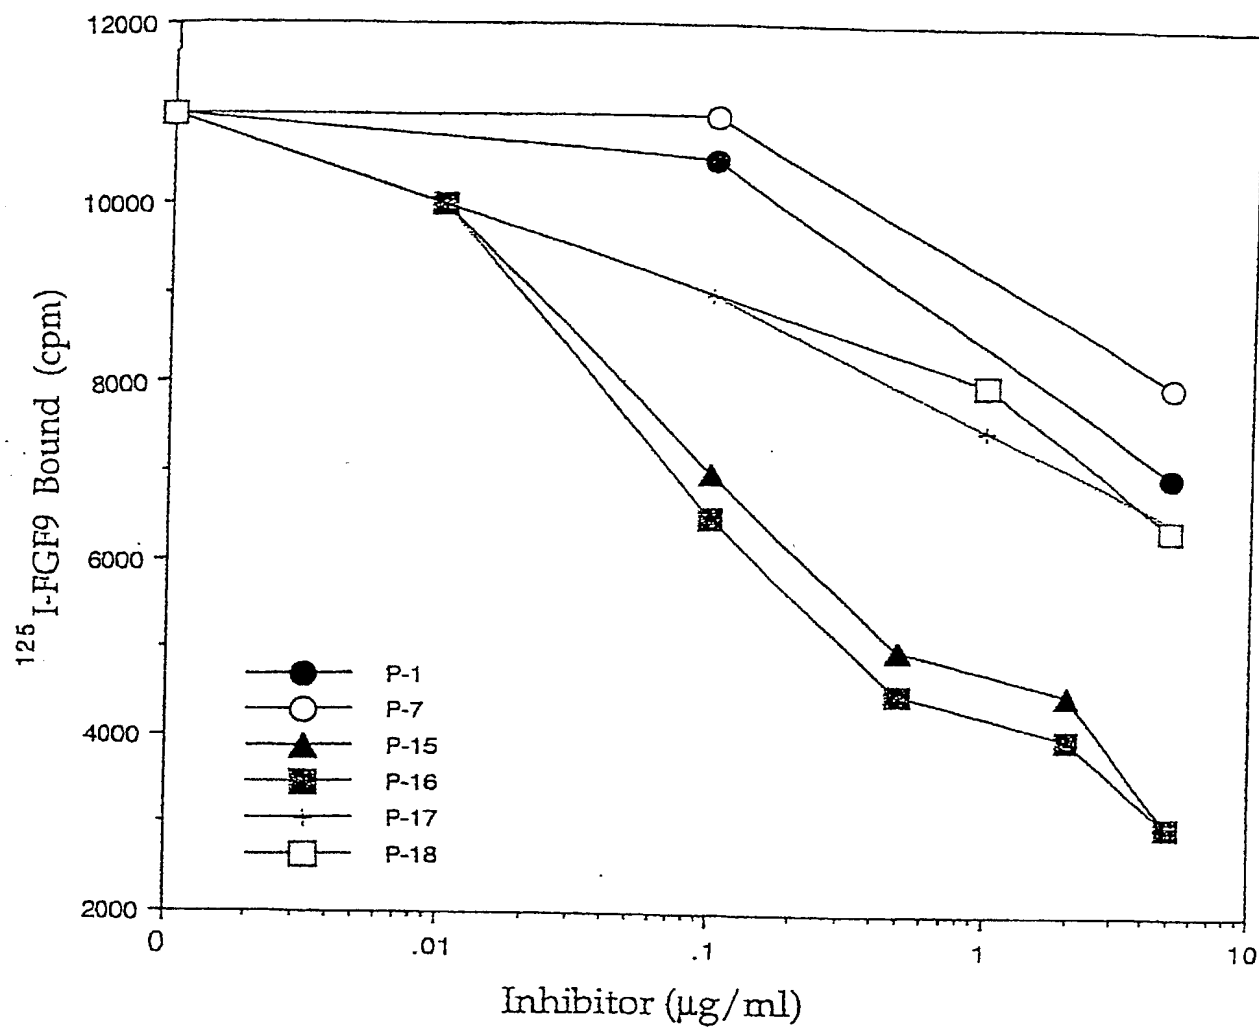 12000
10000
8000
6000
4000
2000
125I-FGF9 Bound (cpm)
P-1
P-7
P-15
P-16
P-17
P-18
0
.01
.1
1
10
Inhibitor (µg/ml)